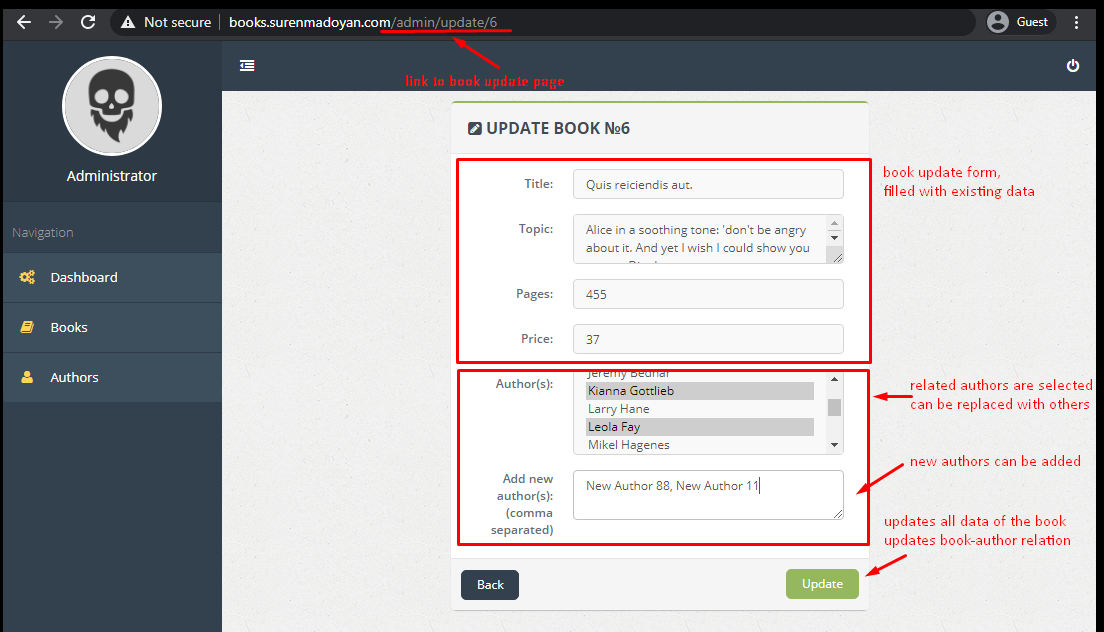 Not secure books.surenmadoyan.com/admin/update/6 Guest
link to book update page
Administrator
Navigation
Dashboard
Books
Authors
UPDATE BOOK №6
Title: Quis reiciendis aut.
Topic: Alice in a soothing tone: 'don't be angry
about it. And yet I wish I could show you
Pages: 455
Price: 37
Jeremy Bednar
Author(s): Kianna Gottlieb
Larry Hane
Leola Fay
Mikel Hagenes
Add new
author(s):
(comma
separated)
New Author 88, New Author 11
Back Update
book update form,
filled with existing data
related authors are selected
can be replaced with others
new authors can be added
updates all data of the book
updates book-author relation